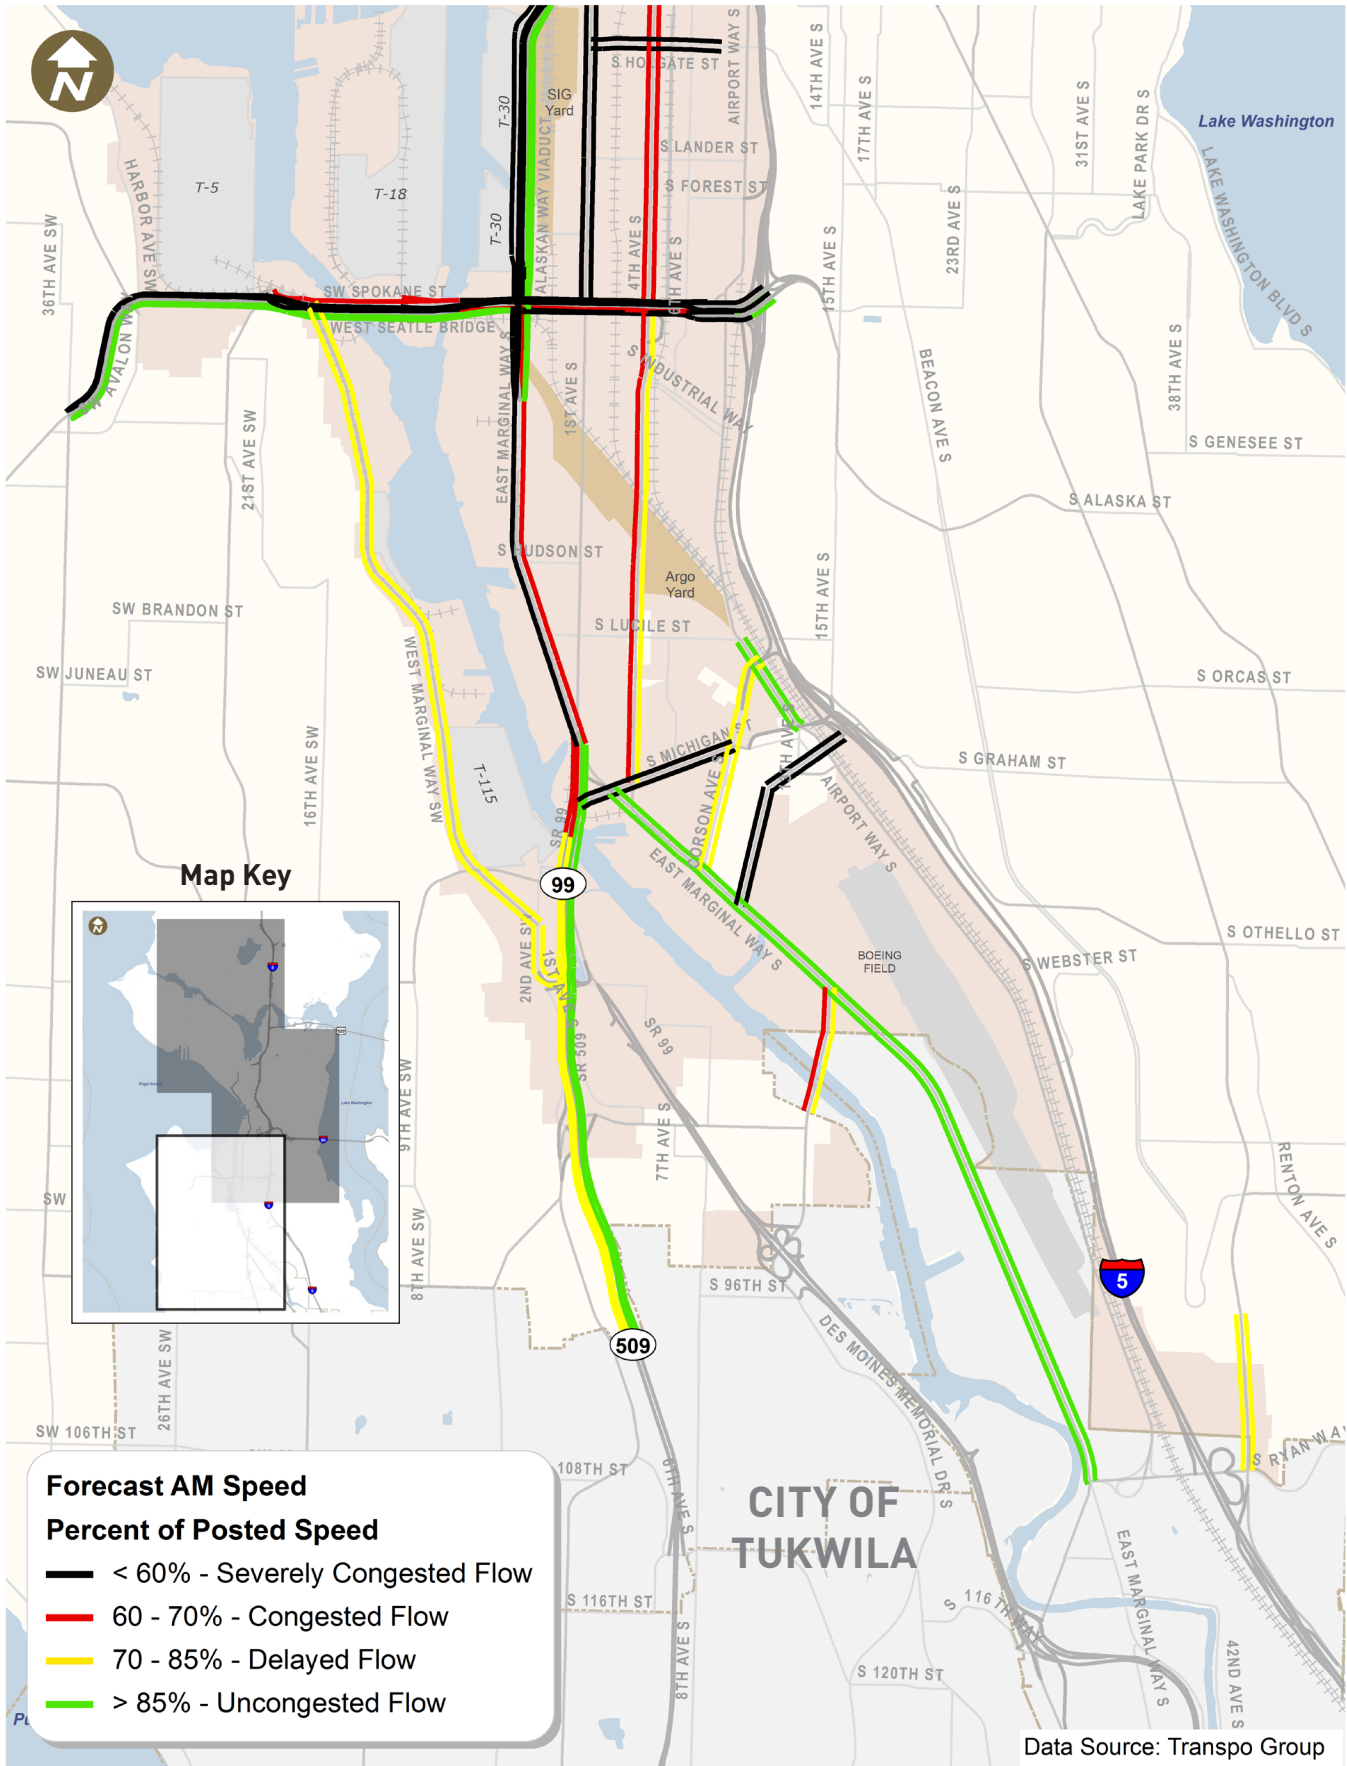 N
SIG
Yard
T-30
ALASKAN WAY VIADUCT
S HOLGATE ST
AIRPORT WAY S
14TH AVE S
17TH AVE S
31ST AVE S
LAKE PARK DR S
Lake Washington
LAKE WASHINGTON BLVD S
HARBOR AVE SW
T-5
T-18
T-30
S LANDER ST
S FOREST ST
36TH AVE SW
4TH AVE S
6TH AVE S
15TH AVE S
23RD AVE S
SW SPOKANE ST
WEST SEATLE BRIDGE
SW AVALON WAY
EAST MARGINAL WAY S
1ST AVE S
S INDUSTRIAL WAY
BEACON AVE S
38TH AVE S
S GENESEE ST
21ST AVE SW
S ALASKA ST
S HUDSON ST
Argo
Yard
15TH AVE S
SW BRANDON ST
S LUCILE ST
SW JUNEAU ST
WEST MARGINAL WAY SW
S ORCAS ST
16TH AVE SW
S MICHIGAN ST
S GRAHAM ST
T-115
SR 99
CORSON AVE S
AIRPORT WAY S
EAST MARGINAL WAY S
99
Map Key
N
2ND AVE SW
1ST AVE S
BOEING
FIELD
S WEBSTER ST
S OTHELLO ST
SR 509
SR 99
9TH AVE SW
7TH AVE S
RENTON AVE S
SW
8TH AVE SW
S 96TH ST
5
509
DES MOINES MEMORIAL DR S
26TH AVE SW
SW 106TH ST
108TH ST
6TH AVE S
S RYAN WAY
CITY OF
TUKWILA
Forecast AM Speed
Percent of Posted Speed
< 60% - Severely Congested Flow
60 - 70% - Congested Flow
70 - 85% - Delayed Flow
> 85% - Uncongested Flow
S 116TH ST
S 116TH WAY
8TH AVE S
S 120TH ST
EAST MARGINAL WAY S
42ND AVE S
Data Source: Transpo Group